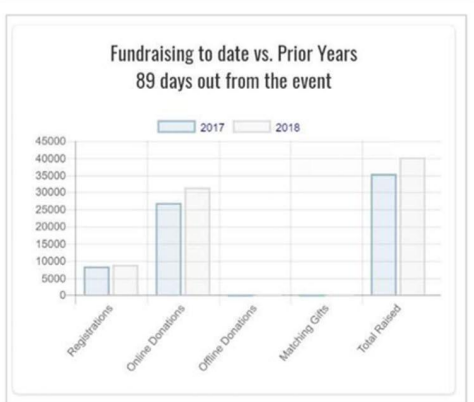 Fundraising to date vs. Prior Years
89 days out from the event
2017 2018
45000
40000
35000
30000
25000
20000
15000
10000
5000
0
Registrations
Online Donations
Offline Donations
Matching Gifts
Total Raised